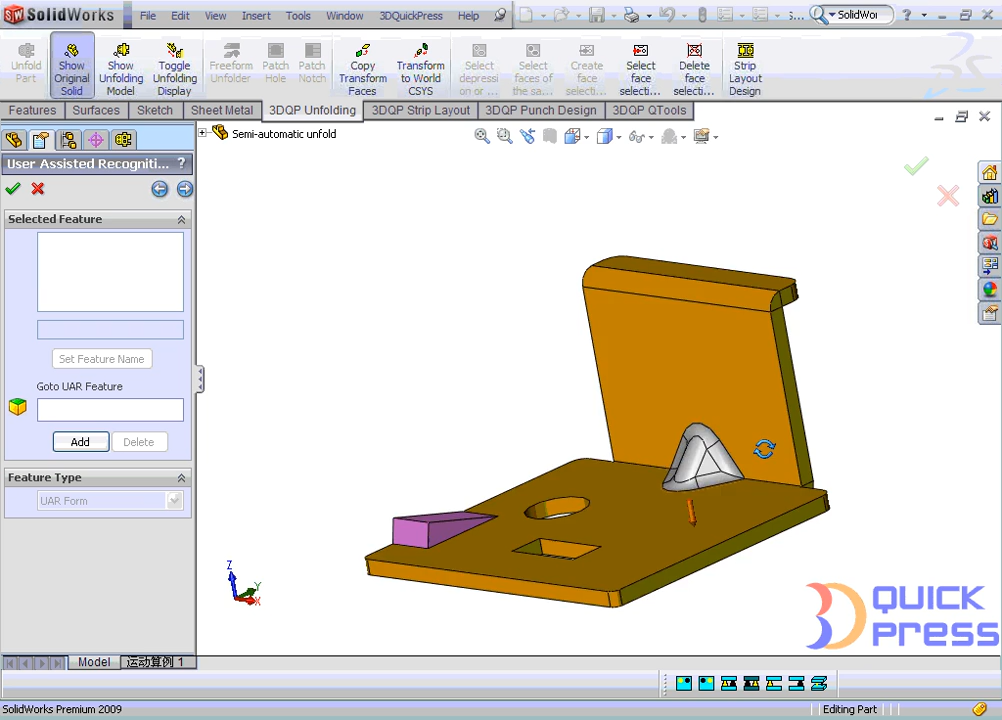 SolidWorks File Edit View Insert Tools Window 3DQuickPress Help S... SolidWor ?
Unfold Part
Show Original Solid
Show Unfolding Model
Toggle Unfolding Display
Freeform Unfolder
Patch Hole
Patch Notch
Copy Transform Faces
Transform to World CSYS
Select depressi on or ...
Select faces of the ...
Create face selecti...
Select face selecti...
Delete face selecti...
Strip Layout Design
Features Surfaces Sketch Sheet Metal 3DQP Unfolding 3DQP Strip Layout 3DQP Punch Design 3DQP QTools
Semi-automatic unfold
User Assisted Recogniti... ?
Selected Feature
Set Feature Name
Goto UAR Feature
Add Delete
Feature Type
UAR Form
Z
Y
X
3D QUICK PRESS
Model 运动算例 1
SolidWorks Premium 2009 Editing Part